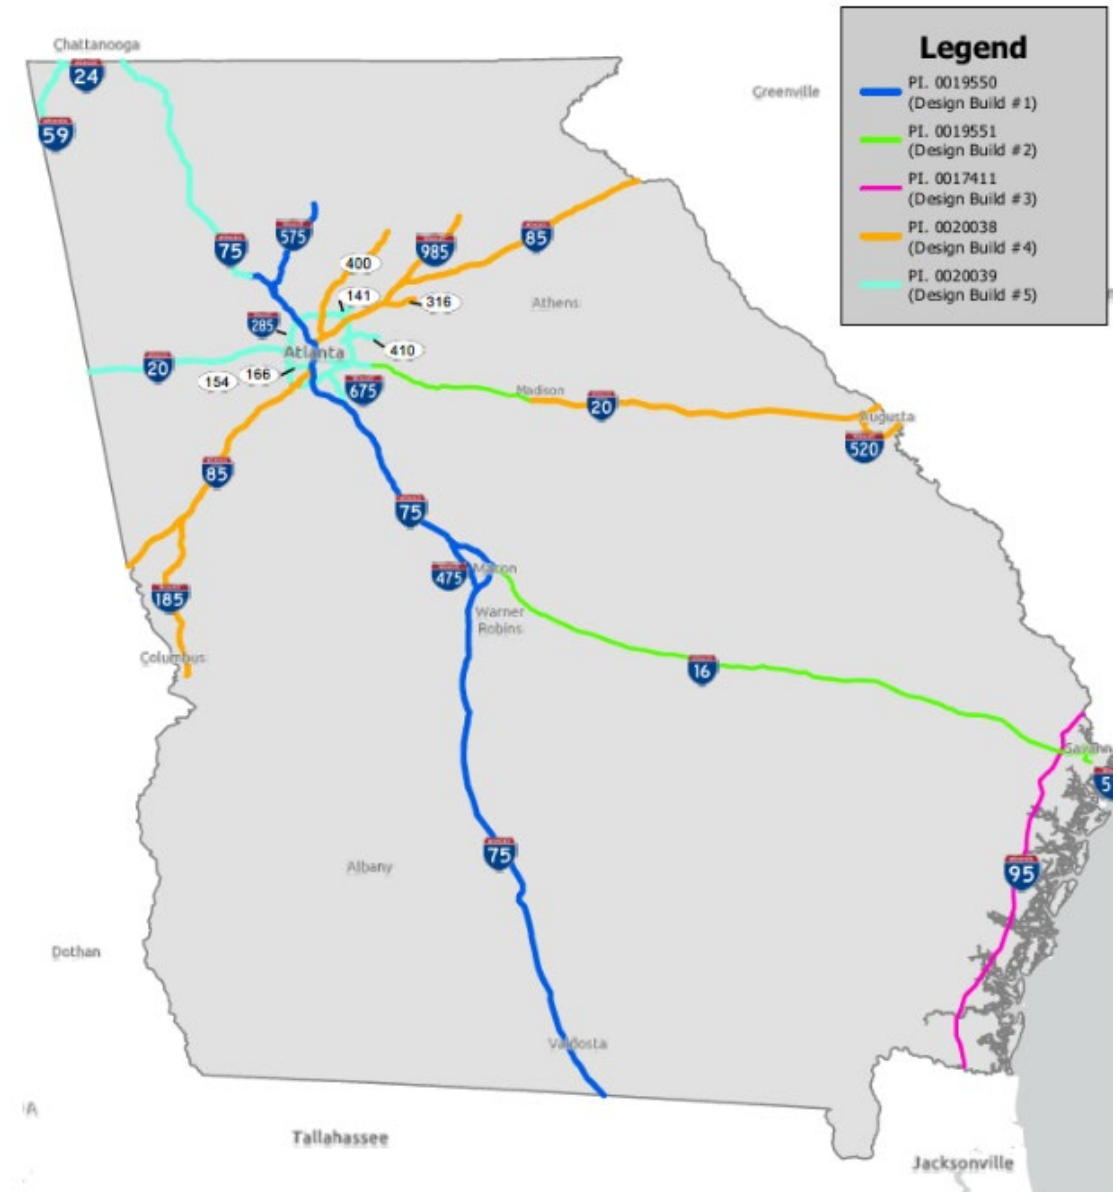 Legend
PI. 0019550
(Design Build #1)
PI. 0019551
(Design Build #2)
PI. 0017411
(Design Build #3)
PI. 0020038
(Design Build #4)
PI. 0020039
(Design Build #5)
Chattanooga
24
59
Greenville
75
575
400
985
85
141
316
Athens
285
Atlanta
410
20
154
166
675
Madison
20
Augusta
520
85
75
475
Macon
185
Warner
Robins
Columbus
16
75
95
Albany
Dothan
Valdosta
Tallahassee
Jacksonville